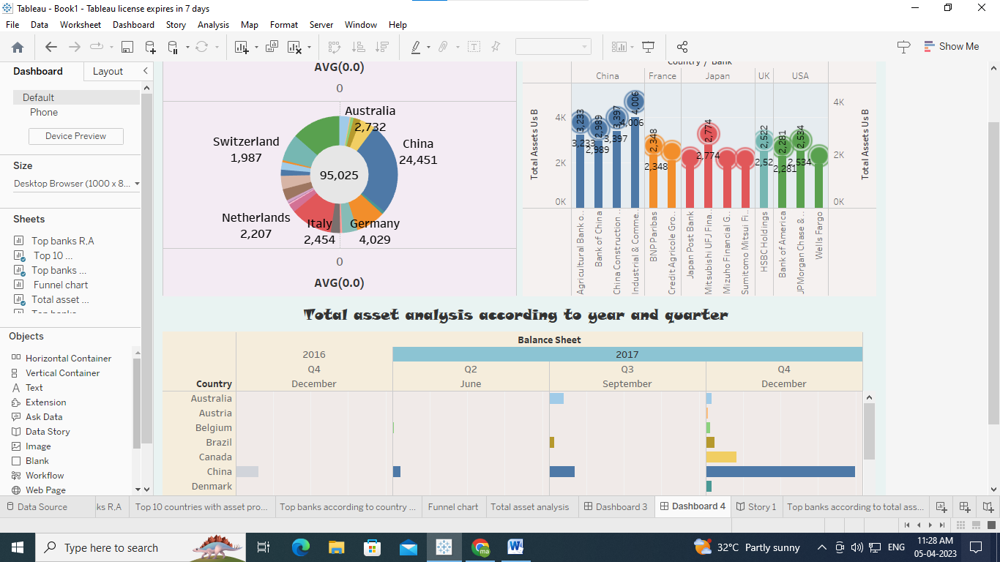 Tableau - Book1 - Tableau license expires in 7 days
File Data Worksheet Dashboard Story Analysis Map Format Server Window Help
Show Me
Dashboard Layout
Default
Phone
Device Preview
Size
Desktop Browser (1000 x 8...
Sheets
Top banks R,A
Top 10 ...
Top banks ...
Funnel chart
Total asset ...
Top banks
Objects
Horizontal Container
Vertical Container
Text
Extension
Ask Data
Data Story
Image
Blank
Workflow
Web Page
AVG(0.0)
0
Australia
2,732
China
24,451
Switzerland
1,987
95,025
Netherlands
2,207
Italy
2,454
Germany
4,029
0
AVG(0.0)
Country / Bank
China France Japan UK USA
Total Assets Us B
4K
2K
0K
3,233 2,989 3,397 4,006 2,348 2,774 2,522 2,281 2,534
3,233 2,989 3,397 4,006 2,348 2,774 2,52 2,281 2,534
4K
2K
0K
Total Assets Us B
Agricultural Bank o..
Bank of China
China Construction ..
Industrial & Comme..
BNP Paribas
Credit Agricole Gro..
Japan Post Bank
Mitsubishi UFJ Fina..
Mizuho Financial G..
Sumitomo Mitsui Fi..
HSBC Holdings
Bank of America
JPMorgan Chase & ..
Wells Fargo
Total asset analysis according to year and quarter
Balance Sheet
2016 2017
Q4 Q2 Q3 Q4
Country December June September December
Australia
Austria
Belgium
Brazil
Canada
China
Denmark
Data Source ks R,A Top 10 countries with asset pro... Top banks according to country ... Funnel chart Total asset analysis Dashboard 3 Dashboard 4 Story 1 Top banks according to total ass...
Type here to search
32°C Partly sunny
ENG
11:28 AM
05-04-2023